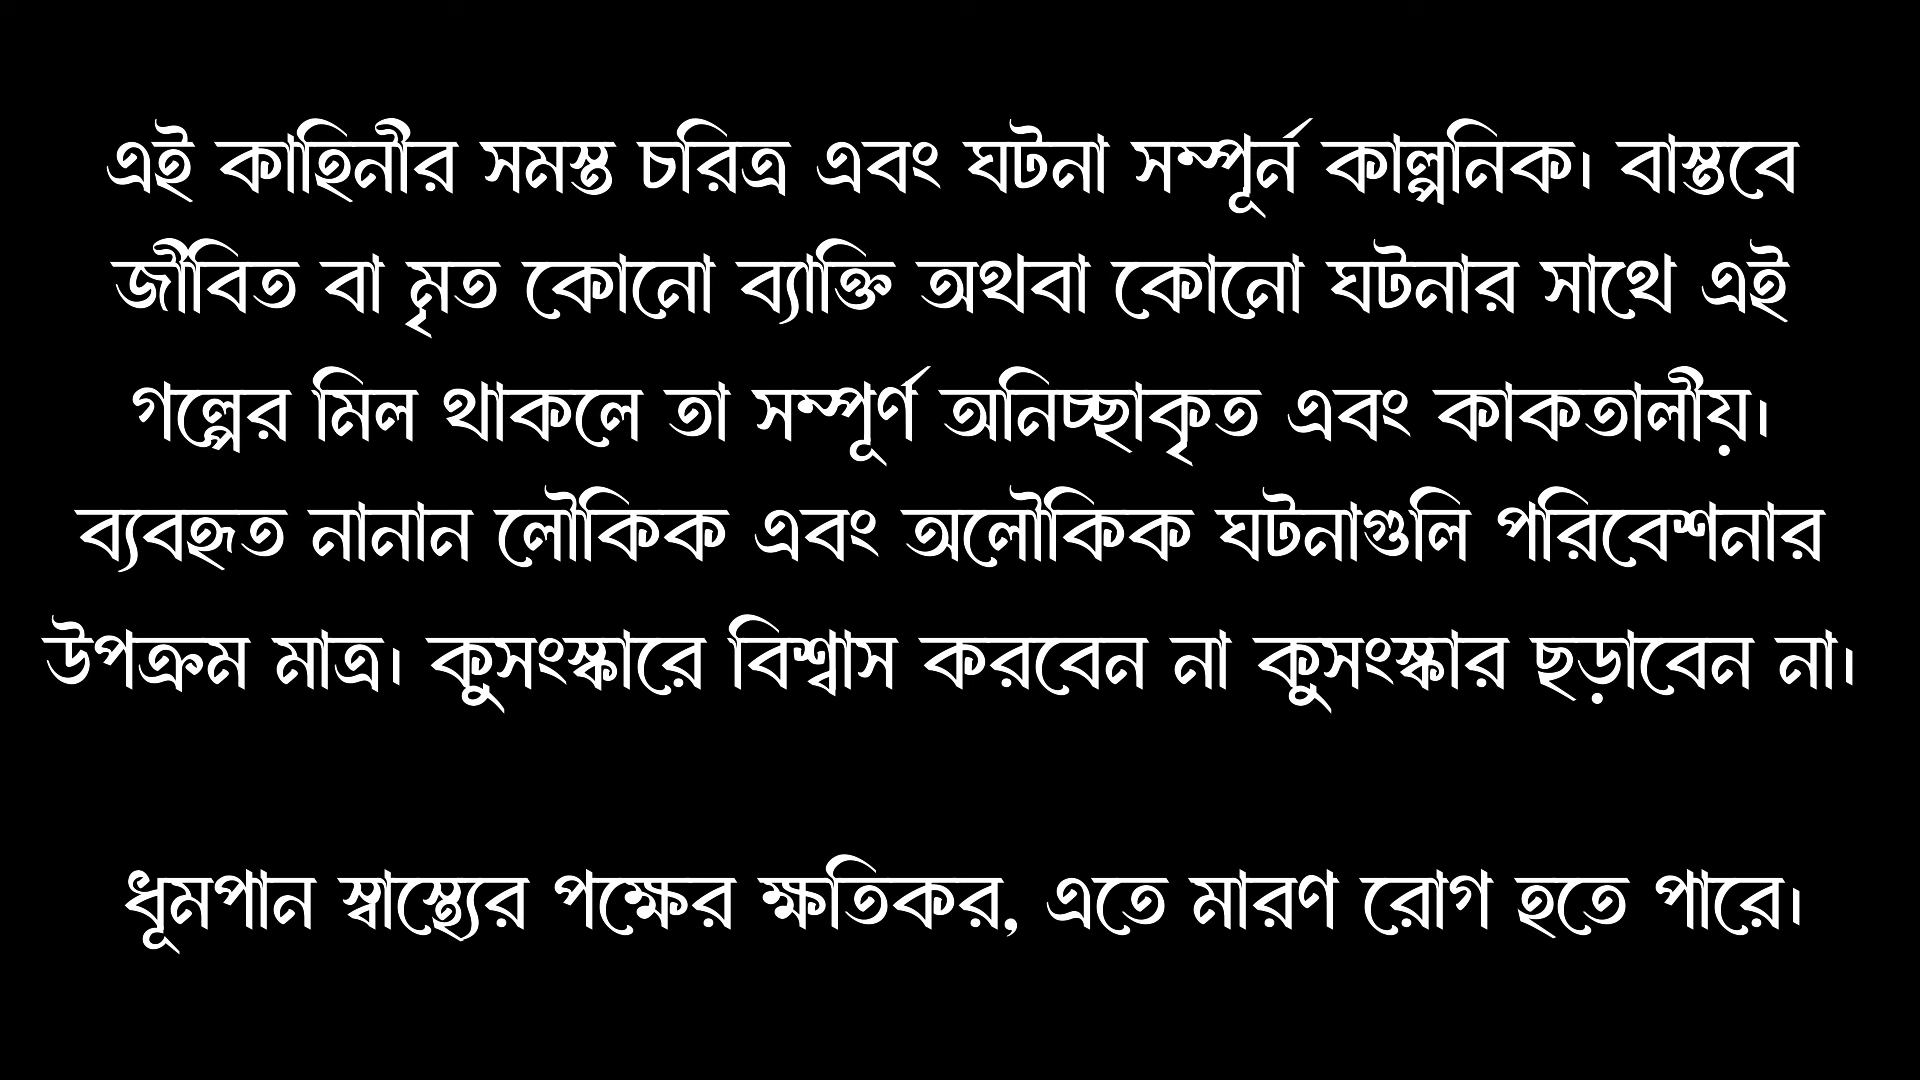 এই কাহিনীর সমস্ত চরিত্র এবং ঘটনা সম্পূর্ন কাল্পনিক। বাস্তবে
জীবিত বা মৃত কোনো ব্যাক্তি অথবা কোনো ঘটনার সাথে এই
গল্পের মিল থাকলে তা সম্পূর্ণ অনিচ্ছাকৃত এবং কাকতালীয়।
ব্যবহৃত নানান লৌকিক এবং অলৌকিক ঘটনাগুলি পরিবেশনার
উপক্রম মাত্র। কুসংস্কারে বিশ্বাস করবেন না কুসংস্কার ছড়াবেন না।
ধূমপান স্বাস্থ্যের পক্ষের ক্ষতিকর, এতে মারণ রোগ হতে পারে।